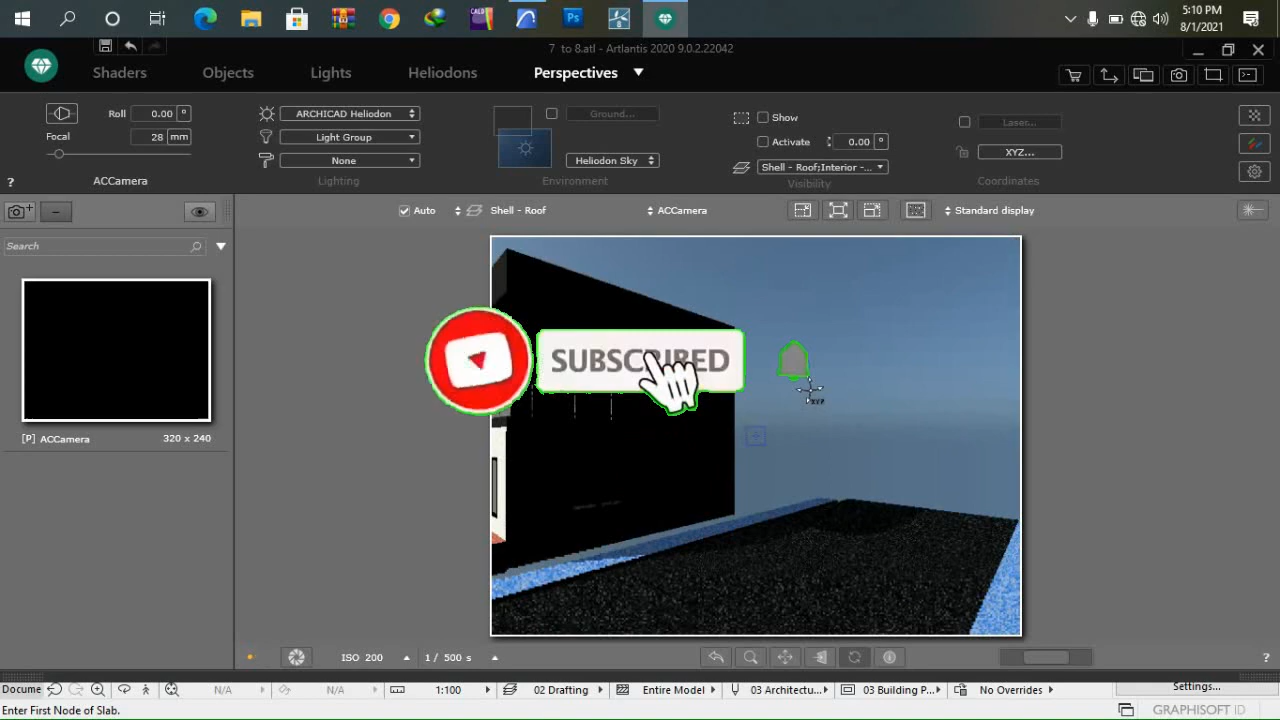 5:10 PM
8/1/2021
7 to 8.atl - Artlantis 2020 9.0.2.22042
Shaders
Objects
Lights
Heliodons
Perspectives
Roll
0.00
°
Focal
28
mm
ACCamera
ARCHICAD Heliodon
Light Group
None
Lighting
Ground...
Heliodon Sky
Environment
Show
Activate
0.00
°
Shell - Roof;Interior -...
Visibility
Laser...
XYZ...
Coordinates
?
Auto
Shell - Roof
ACCamera
Standard display
Search
[P] ACCamera
320 x 240
SUBSCRIBED
XYZ
ISO 200
1 / 500 s
?
Docume
N/A
N/A
1:100
02 Drafting
Entire Model
03 Architectu...
03 Building P...
No Overrides
Settings...
Enter First Node of Slab.
GRAPHISOFT ID